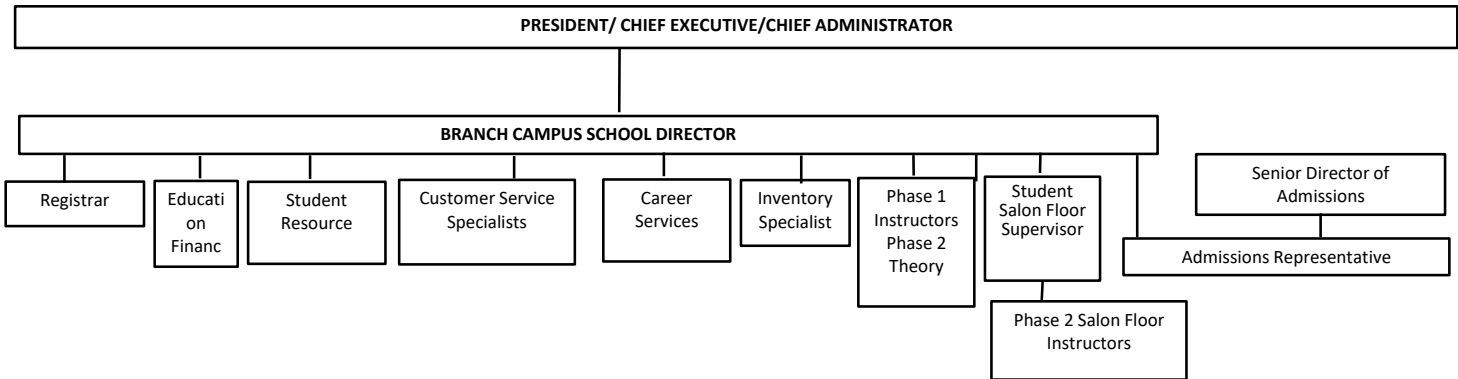 PRESIDENT/ CHIEF EXECUTIVE/CHIEF ADMINISTRATOR
BRANCH CAMPUS SCHOOL DIRECTOR
Registrar
Educati
on
Financ
Student
Resource
Customer Service
Specialists
Career
Services
Inventory
Specialist
Phase 1
Instructors
Phase 2
Theory
Student
Salon Floor
Supervisor
Senior Director of
Admissions
Admissions Representative
Phase 2 Salon Floor
Instructors